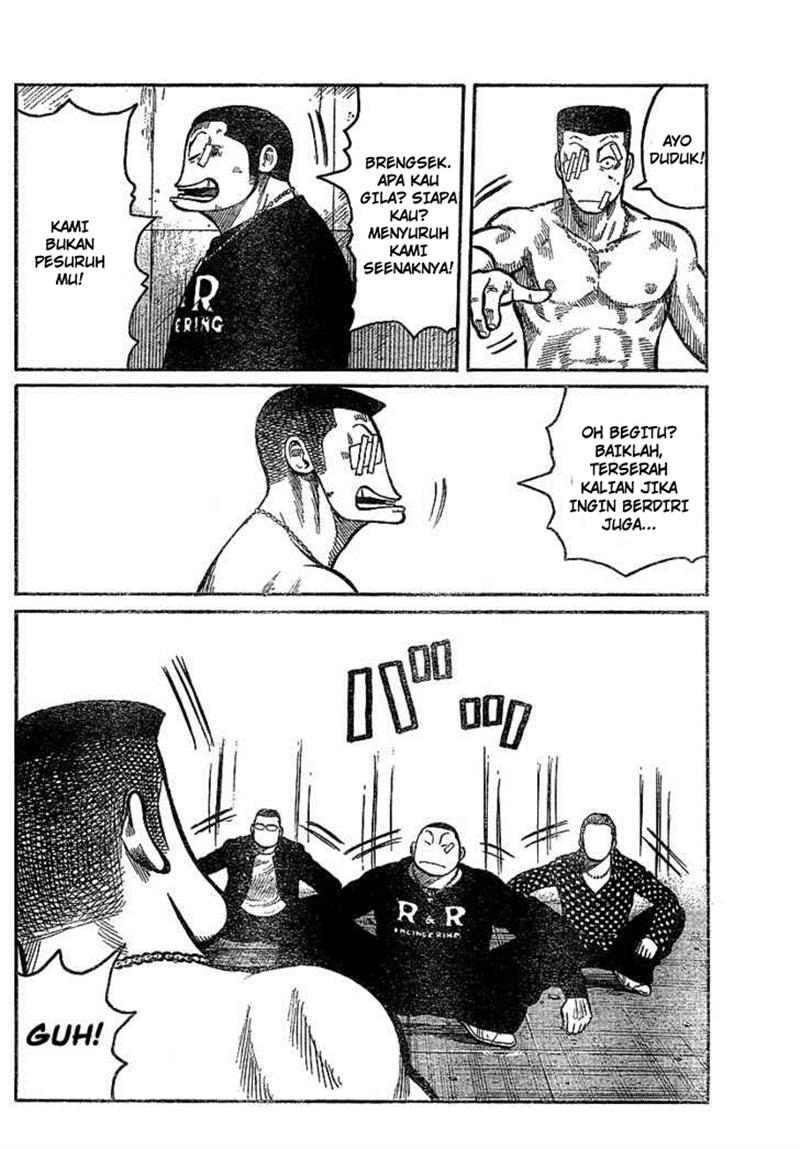 AYO
DUDUK!
BRENGSEK.
APA KAU
GILA? SIAPA
KAU?
MENYURUH
KAMI
SEENAKNYA!
KAMI
BUKAN
PESURUH
MU!
R
ERING
OH BEGITU?
BAIKLAH,
TERSERAH
KALIAN JIKA
INGIN BERDIRI
JUGA...
R & R
GUH!